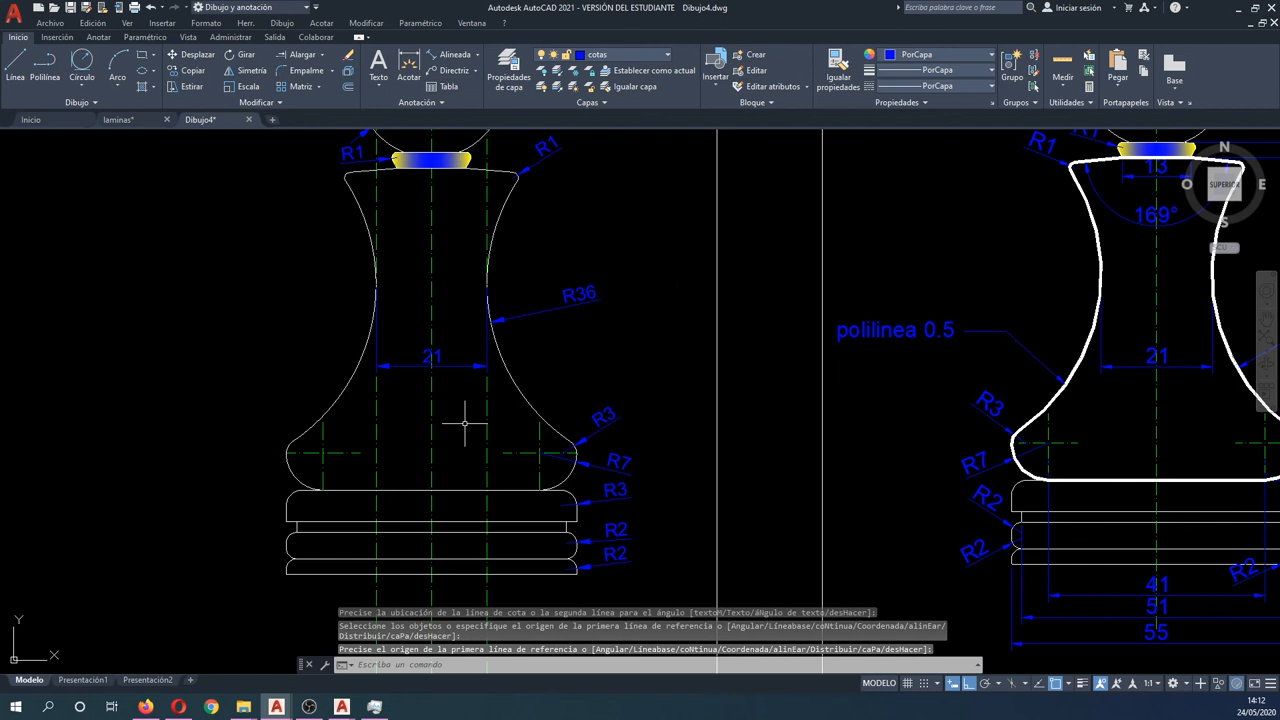 Dibujo y anotación
Autodesk AutoCAD 2021 - VERSIÓN DEL ESTUDIANTE Dibujo4.dwg
Escriba palabra clave o frase
Iniciar sesión
Archivo Edición Ver Insertar Formato Herram. Dibujo Acotar Modificar Paramétrico Ventana ?
Inicio Inserción Anotar Paramétrico Vista Administrar Salida Colaborar
Línea Polilínea Círculo Arco
Desplazar Girar Alargar
Copiar Simetría Empalme
Estirar Escala Matriz
Texto Acotar
Alineada
Directriz
Tabla
Propiedades de capa
cotas
Establecer como actual
Igualar capa
Insertar
Crear
Editar
Editar atributos
Igualar propiedades
PorCapa
PorCapa
PorCapa
Grupo Medir Pegar Base
Dibujo Modificar Anotación Capas Bloque Propiedades Grupos Utilidades Portapapeles Vista
Inicio laminas* Dibujo4*
R1
R1
R36
21
R3
R7
R3
R2
R2
R1
R1
13
169°
polilinea 0.5
21
R3
R7
R2
R2
R2
41
51
55
N
O SUPERIOR E
S
SCU
Y
X
Precise la ubicación de la línea de cota o la segunda línea para el ángulo [textoM/Texto/áNgulo de texto/desHacer]:
Seleccione los objetos o especifique el origen de la primera línea de referencia o [Angular/Líneabase/coNtinua/Coordenada/alinEar/
Distribuir/caPa/desHacer]:
Precise el origen de la primera línea de referencia o [Angular/Líneabase/coNtinua/Coordenada/alinEar/Distribuir/caPa/desHacer]:
Escriba un comando
Modelo Presentación1 Presentación2
MODELO
1:1
14:12
24/05/2020